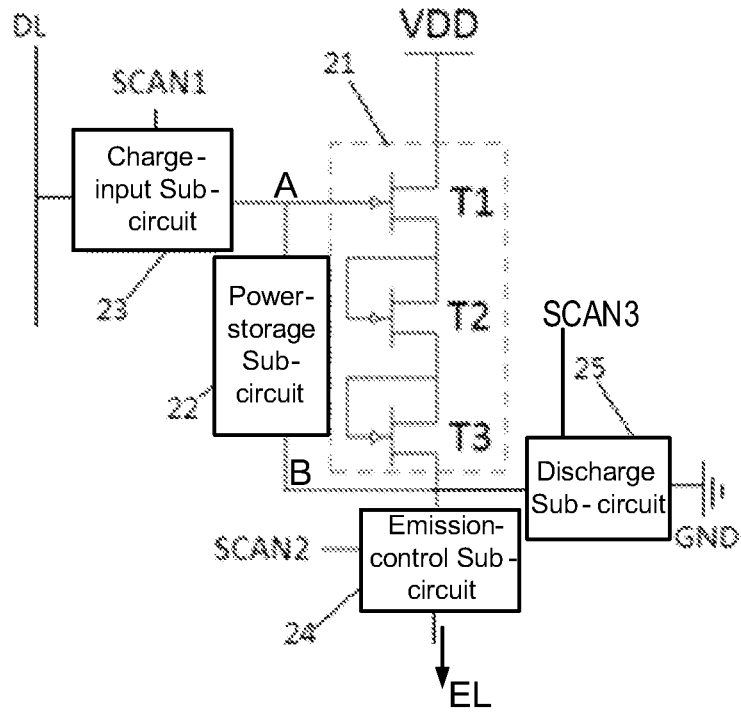 DL
VDD
SCAN1
21
Charge-
input Sub-
circuit
A
T1
23
Power-
storage
Sub-
circuit
T2
SCAN3
22
25
T3
B
Discharge
Sub-circuit
GND
SCAN2
Emission-
control Sub-
circuit
24
EL